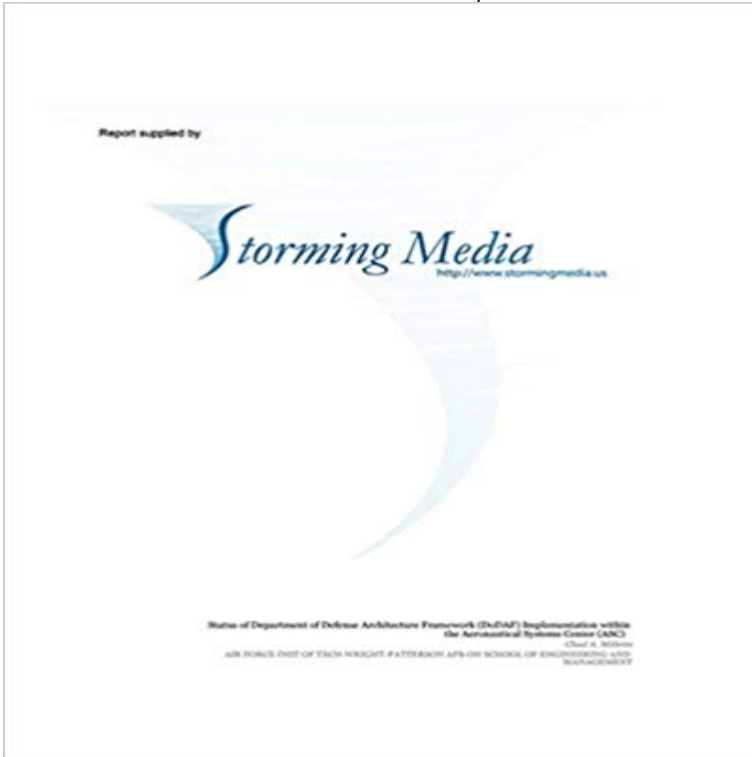 Report supplied by
Storming Media
http://www.stormingmedia.us
Status of Department of Defense Architecture Framework (DoDAF) Implementation within
the Aeronautical Systems Center (ASC)
Chad A. Millette
AIR FORCE INST OF TECH WRIGHT-PATTERSON AFB OH SCHOOL OF ENGINEERING AND
MANAGEMENT